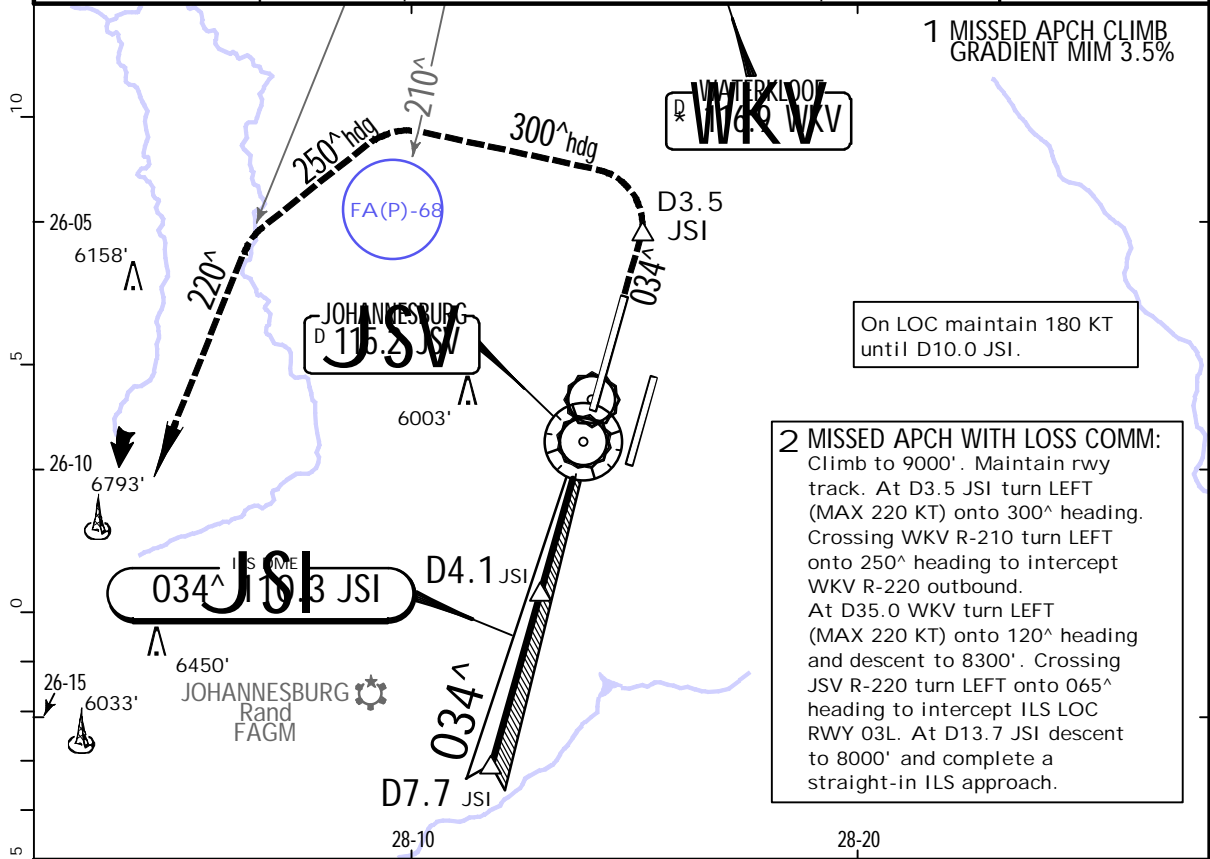 1 MISSED APCH CLIMB
GRADIENT MIM 3.5%
10
210^
WATERKLOOF
D
* 116.9 WKV
WKV
250^hdg
300^hdg
FA(P)-68
D3.5
JSI
26-05
6158'
220^
034^
JOHANNESBURG
D 115.2 JSV
JSV
On LOC maintain 180 KT
until D10.0 JSI.
5
6003'
26-10
6793'
2 MISSED APCH WITH LOSS COMM:
Climb to 9000'. Maintain rwy
track. At D3.5 JSI turn LEFT
(MAX 220 KT) onto 300^ heading.
Crossing WKV R-210 turn LEFT
onto 250^ heading to intercept
WKV R-220 outbound.
At D35.0 WKV turn LEFT
(MAX 220 KT) onto 120^ heading
and descent to 8300'. Crossing
JSV R-220 turn LEFT onto 065^
heading to intercept ILS LOC
RWY 03L. At D13.7 JSI descent
to 8000' and complete a
straight-in ILS approach.
ILS DME
034^ 110.3 JSI
JSI
D4.1 JSI
0
6450'
26-15
6033'
JOHANNESBURG
Rand
FAGM
034^
D7.7 JSI
5
28-10
28-20